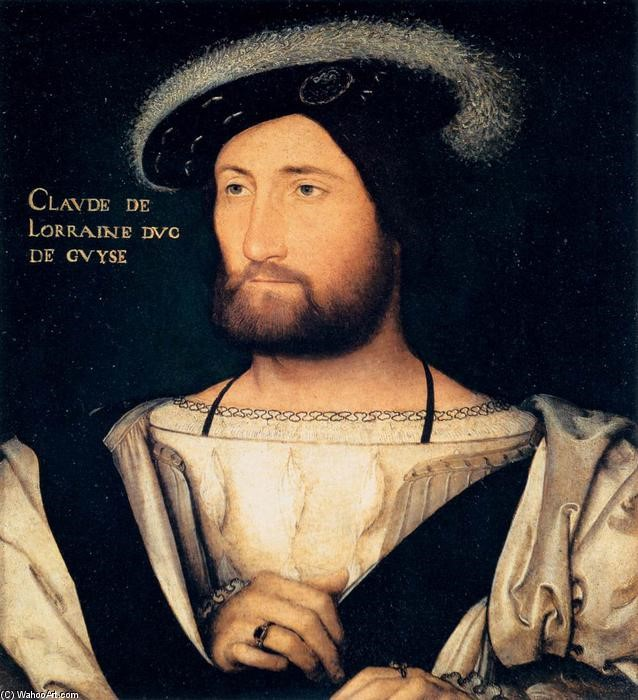 CLAVDE DE
LORRAINE DVC
DE GVYSE
(C) WahooArt.com